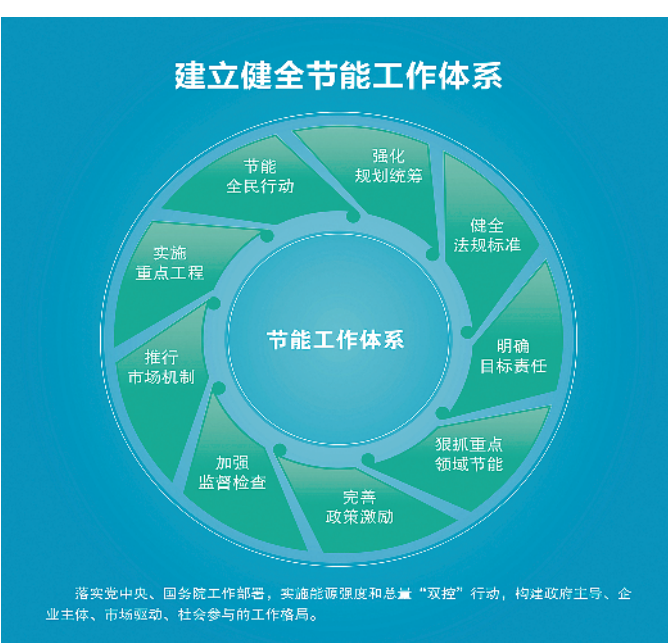 建立健全节能工作体系
强化
规划统筹
健全
法规标准
明确
目标责任
狠抓重点
领域节能
完善
政策激励
加强
监督检查
推行
市场机制
实施
重点工程
节能
全民行动
节能工作体系
落实党中央、国务院工作部署，实施能源强度和总量“双控”行动，构建政府主导、企
业主体、市场驱动、社会参与的工作格局。